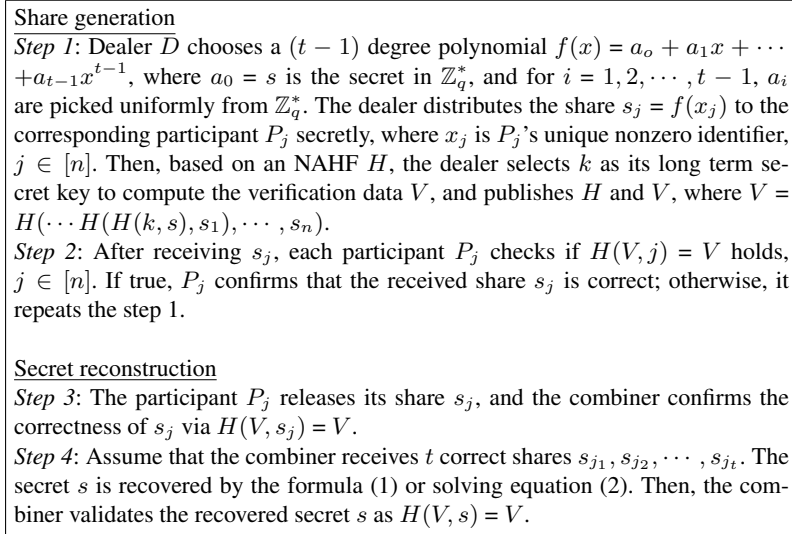 Share generation
Step 1: Dealer D chooses a (t − 1) degree polynomial f(x) = a_o + a_1x + ···
+a_{t−1}x^{t−1}, where a_0 = s is the secret in ℤ_q^*, and for i = 1, 2, ··· , t − 1, a_i
are picked uniformly from ℤ_q^*. The dealer distributes the share s_j = f(x_j) to the
corresponding participant P_j secretly, where x_j is P_j's unique nonzero identifier,
j ∈ [n]. Then, based on an NAHF H, the dealer selects k as its long term se-
cret key to compute the verification data V, and publishes H and V, where V =
H(··· H(H(k, s), s_1), ··· , s_n).
Step 2: After receiving s_j, each participant P_j checks if H(V, j) = V holds,
j ∈ [n]. If true, P_j confirms that the received share s_j is correct; otherwise, it
repeats the step 1.
Secret reconstruction
Step 3: The participant P_j releases its share s_j, and the combiner confirms the
correctness of s_j via H(V, s_j) = V.
Step 4: Assume that the combiner receives t correct shares s_{j_1}, s_{j_2}, ··· , s_{j_t}. The
secret s is recovered by the formula (1) or solving equation (2). Then, the com-
biner validates the recovered secret s as H(V, s) = V.